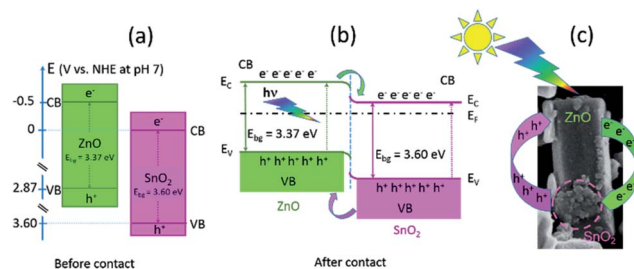 (a)
E (V vs. NHE at pH 7)
e⁻
-0.5
CB
e⁻
0
CB
ZnO
E_bg = 3.37 eV
SnO₂
E_bg = 3.60 eV
2.87
VB
h⁺
3.60
VB
h⁺
Before contact
(b)
CB
CB
e⁻ e⁻ e⁻ e⁻ e⁻
E_C
hν
e⁻ e⁻ e⁻ e⁻ e⁻
E_C
E_F
E_bg = 3.37 eV
E_V
h⁺ h⁺ h⁺ h⁺ h⁺
E_bg = 3.60 eV
VB
h⁺ h⁺ h⁺ h⁺ h⁺
E_V
ZnO
VB
SnO₂
After contact
(c)
ZnO
h⁺ h⁺ h⁺ h⁺ h⁺
e⁻ e⁻ e⁻ e⁻ e⁻
SnO₂